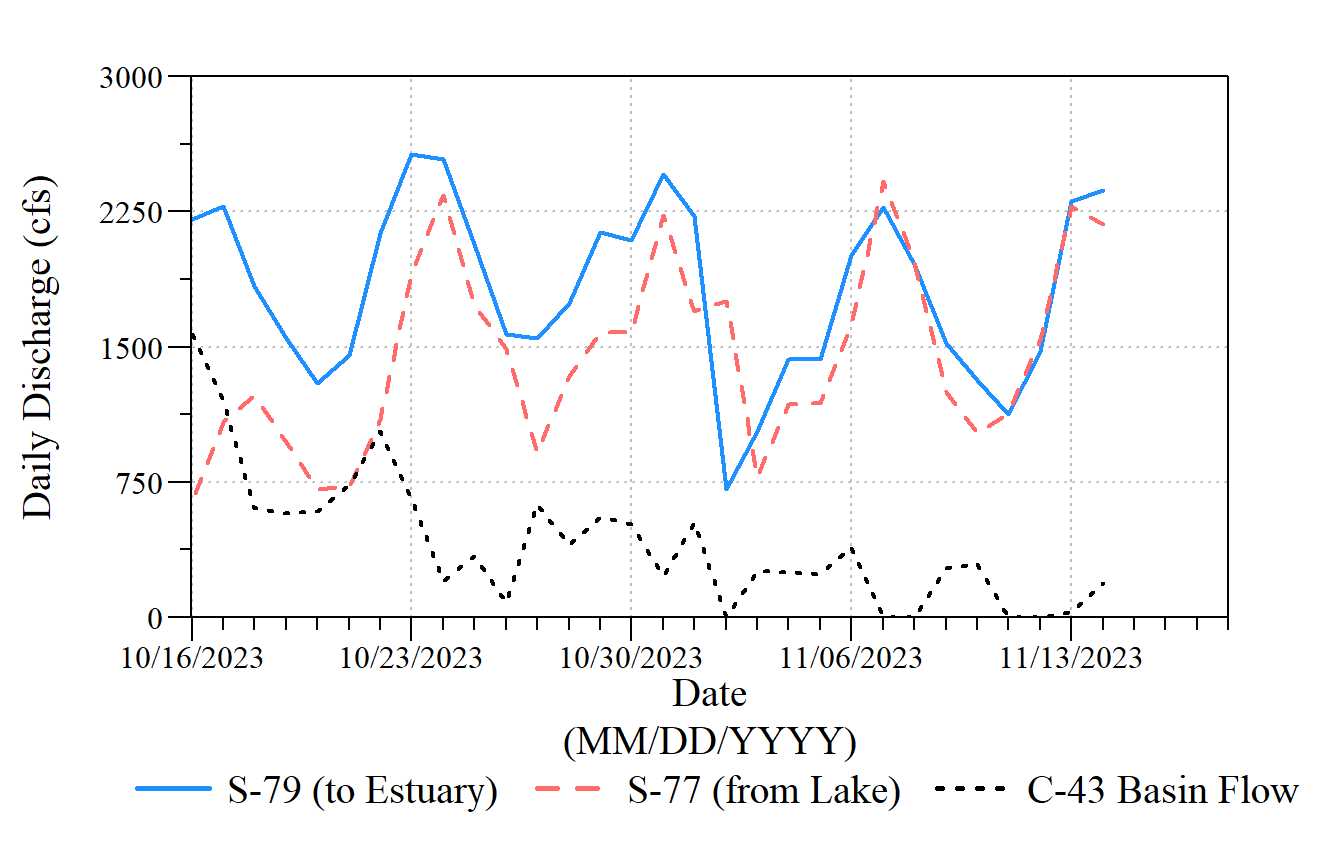 Daily Discharge (cfs)
3000
2250
1500
750
0
10/16/2023 10/23/2023 10/30/2023 11/06/2023 11/13/2023
Date
(MM/DD/YYYY)
S-79 (to Estuary) S-77 (from Lake) C-43 Basin Flow